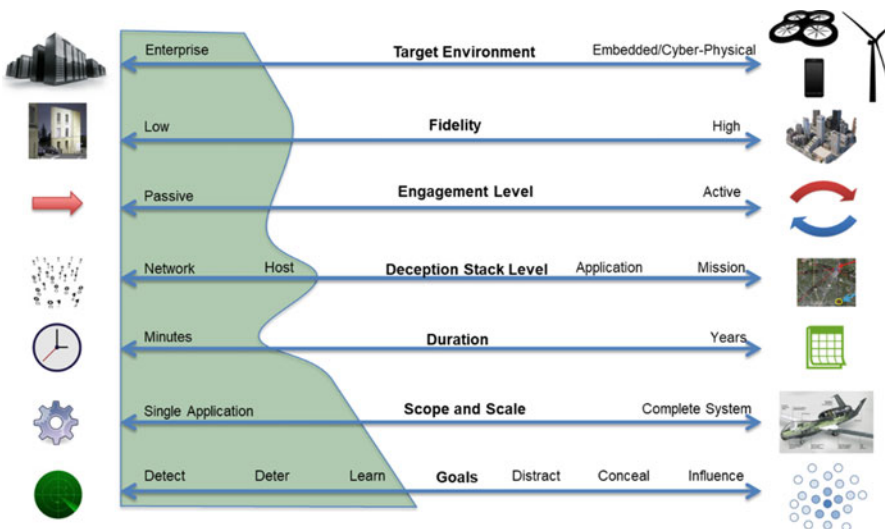 Enterprise Target Environment Embedded/Cyber-Physical
Low Fidelity High
Passive Engagement Level Active
Network Host Deception Stack Level Application Mission
Minutes Duration Years
Single Application Scope and Scale Complete System
Detect Deter Learn Goals Distract Conceal Influence